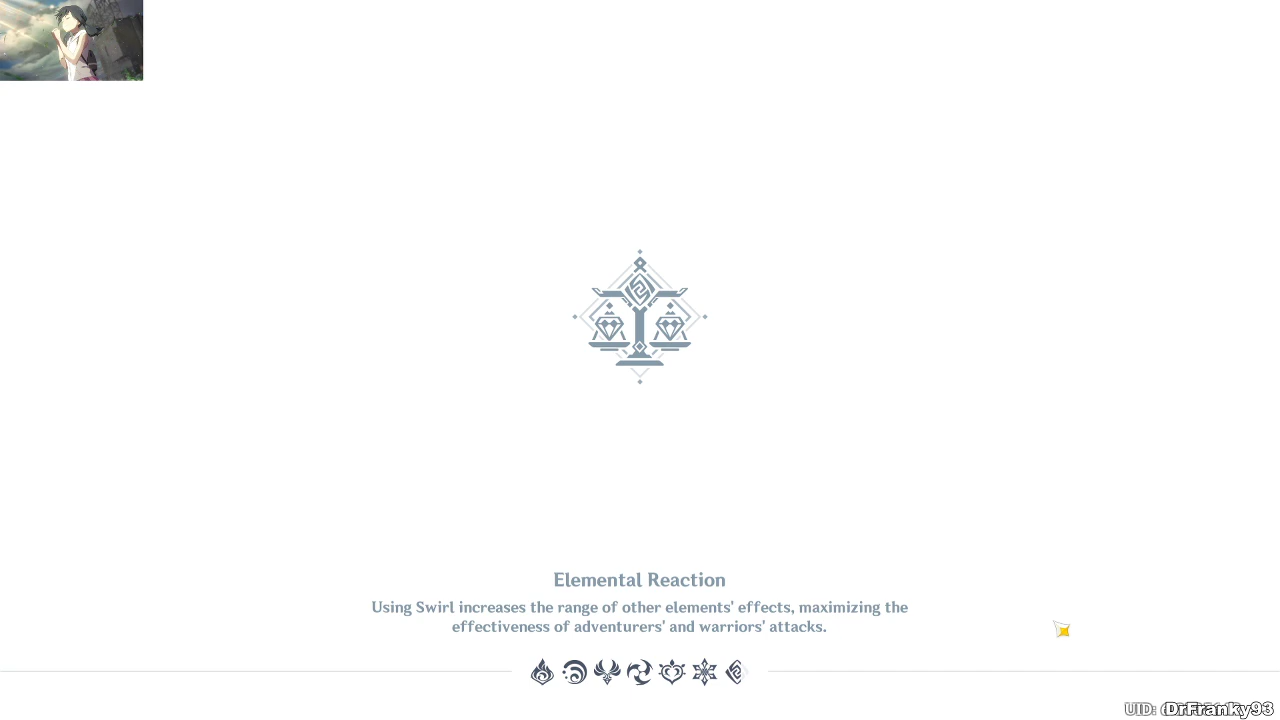 Elemental Reaction
Using Swirl increases the range of other elements' effects, maximizing the
effectiveness of adventurers' and warriors' attacks.
UID: DrFranky93